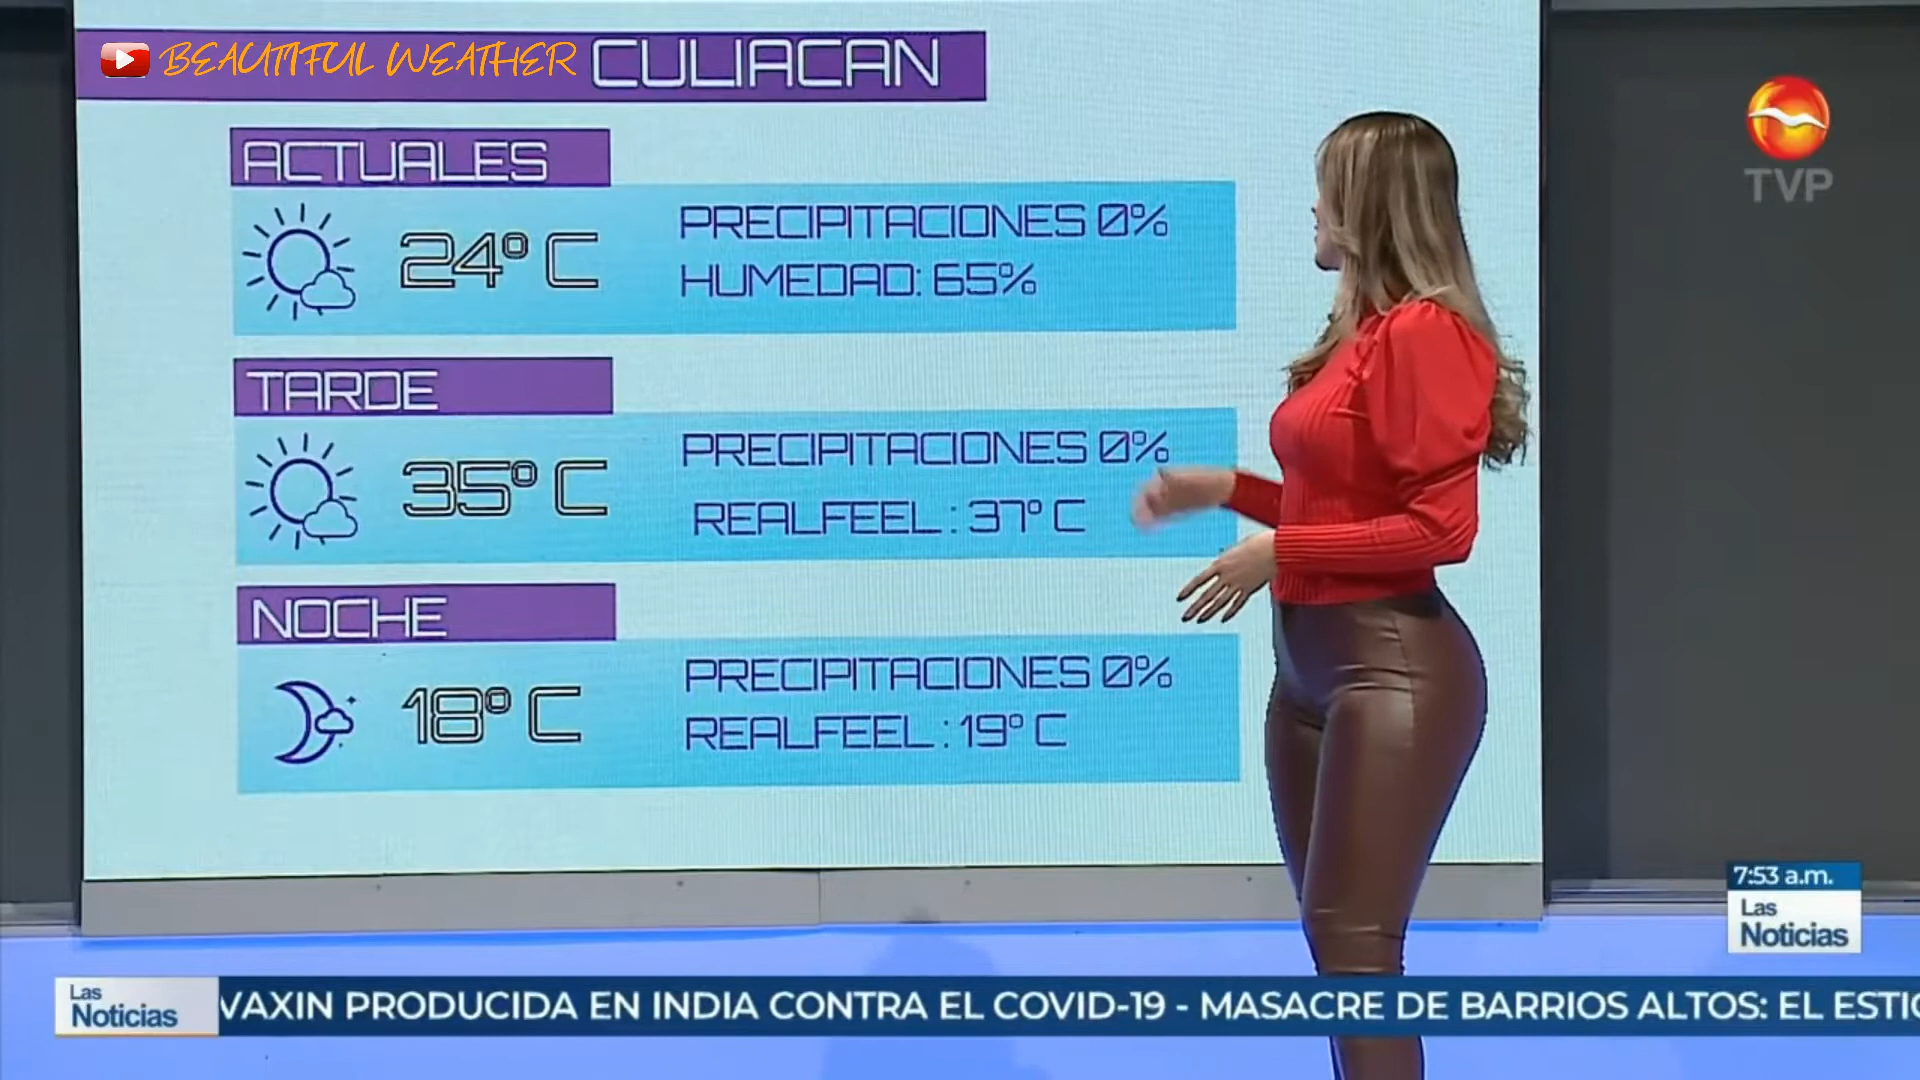 BEAUTIFUL WEATHER
CULIACAN
ACTUALES
24° C
PRECIPITACIONES 0%
HUMEDAD: 65%
TARDE
35° C
PRECIPITACIONES 0%
REALFEEL : 37° C
NOCHE
18° C
PRECIPITACIONES 0%
REALFEEL : 19° C
TVP
7:53 a.m.
Las
Noticias
Las
Noticias
VAXIN PRODUCIDA EN INDIA CONTRA EL COVID-19 - MASACRE DE BARRIOS ALTOS: EL ESTIG